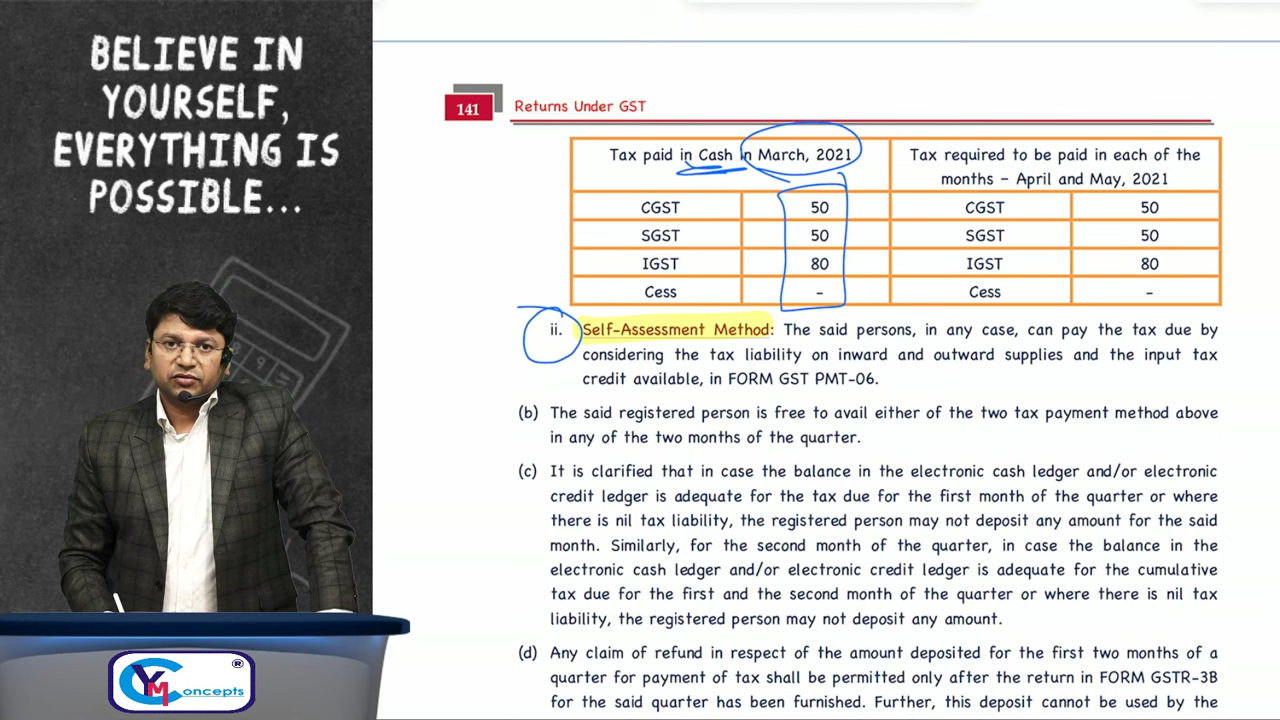 BELIEVE IN
YOURSELF,
EVERYTHING IS
POSSIBLE...
141 Returns Under GST
Tax paid in Cash in March, 2021 Tax required to be paid in each of the
months – April and May, 2021
CGST 50 CGST 50
SGST 50 SGST 50
IGST 80 IGST 80
Cess - Cess -
ii. Self-Assessment Method: The said persons, in any case, can pay the tax due by
considering the tax liability on inward and outward supplies and the input tax
credit available, in FORM GST PMT-06.
(b) The said registered person is free to avail either of the two tax payment method above
in any of the two months of the quarter.
(c) It is clarified that in case the balance in the electronic cash ledger and/or electronic
credit ledger is adequate for the tax due for the first month of the quarter or where
there is nil tax liability, the registered person may not deposit any amount for the said
month. Similarly, for the second month of the quarter, in case the balance in the
electronic cash ledger and/or electronic credit ledger is adequate for the cumulative
tax due for the first and the second month of the quarter or where there is nil tax
liability, the registered person may not deposit any amount.
(d) Any claim of refund in respect of the amount deposited for the first two months of a
quarter for payment of tax shall be permitted only after the return in FORM GSTR-3B
for the said quarter has been furnished. Further, this deposit cannot be used by the
CYM Concepts ®